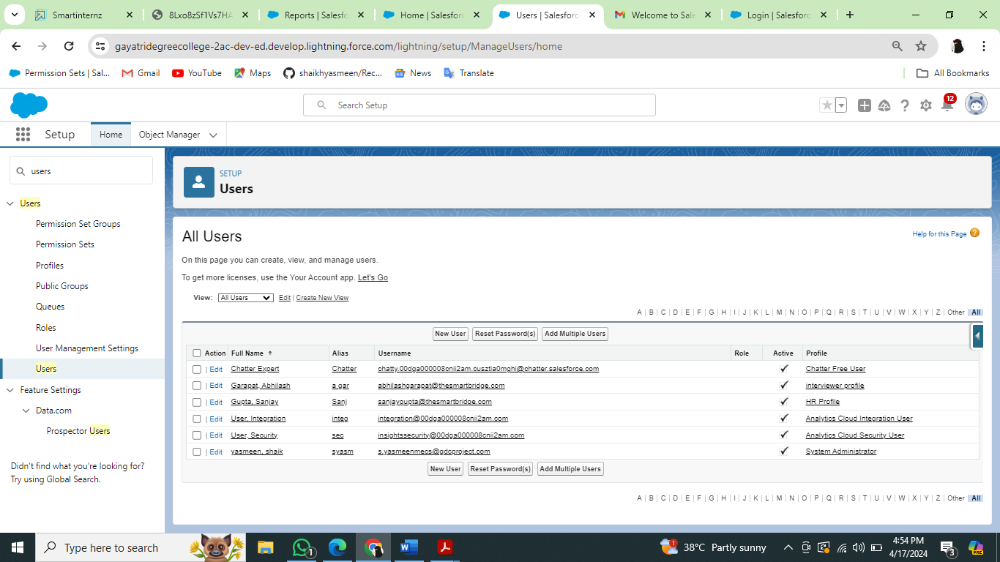 Smartinternz
8Lxo8zSf1Vs7HA
Reports | Salesfo
Home | Salesforc
Users | Salesforc
Welcome to Sale
Login | Salesforc
gayatridegreecollege-2ac-dev-ed.develop.lightning.force.com/lightning/setup/ManageUsers/home
Permission Sets | Sal...
Gmail
YouTube
Maps
shaikhyasmeen/Rec...
News
Translate
All Bookmarks
Search Setup
12
Setup
Home
Object Manager
users
Users
Permission Set Groups
Permission Sets
Profiles
Public Groups
Queues
Roles
User Management Settings
Users
Feature Settings
Data.com
Prospector Users
Didn't find what you're looking for?
Try using Global Search.
SETUP
Users
All Users
Help for this Page ?
On this page you can create, view, and manage users.
To get more licenses, use the Your Account app. Let's Go
View: All Users Edit | Create New View
A | B | C | D | E | F | G | H | I | J | K | L | M | N | O | P | Q | R | S | T | U | V | W | X | Y | Z | Other | All
New User Reset Password(s) Add Multiple Users
Action Full Name ↑ Alias Username Role Active Profile
| Edit Chatter Expert Chatter chatty.00dga000008cnii2am.cusztia0mghi@chatter.salesforce.com ✓ Chatter Free User
| Edit Garapat, Abhilash a gar abhilashgarapat@thesmartbridge.com ✓ interviewer profile
| Edit Gupta, Sanjay Sanj sanjaygupta@thesmartbridge.com ✓ HR Profile
| Edit User, Integration integ integration@00dga000008cnii2am.com ✓ Analytics Cloud Integration User
| Edit User, Security sec insightssecurity@00dga000008cnii2am.com ✓ Analytics Cloud Security User
| Edit yasmeen, shaik syasm s.yasmeenmecs@gdcproject.com ✓ System Administrator
New User Reset Password(s) Add Multiple Users
A | B | C | D | E | F | G | H | I | J | K | L | M | N | O | P | Q | R | S | T | U | V | W | X | Y | Z | Other | All
Type here to search
1
W
1
38°C Partly sunny
4:54 PM
4/17/2024
3
PRE